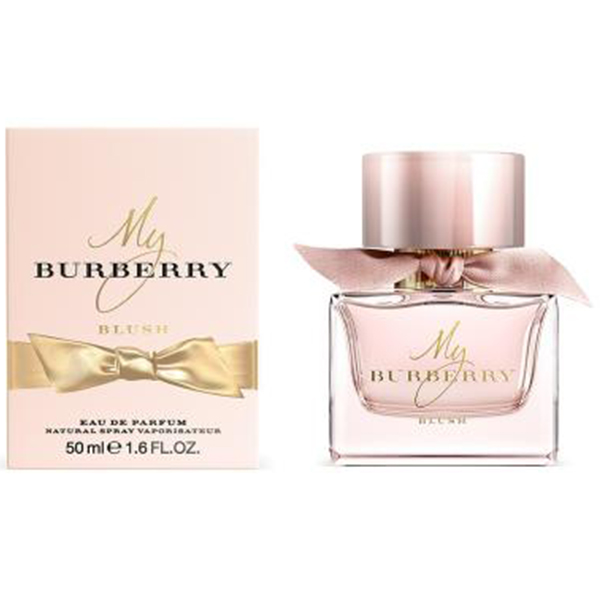 My
BURBERRY
BLUSH
EAU DE PARFUM
NATURAL SPRAY VAPORISATEUR
50 ml ℮ 1.6 FL.OZ.
My
BURBERRY
BLUSH